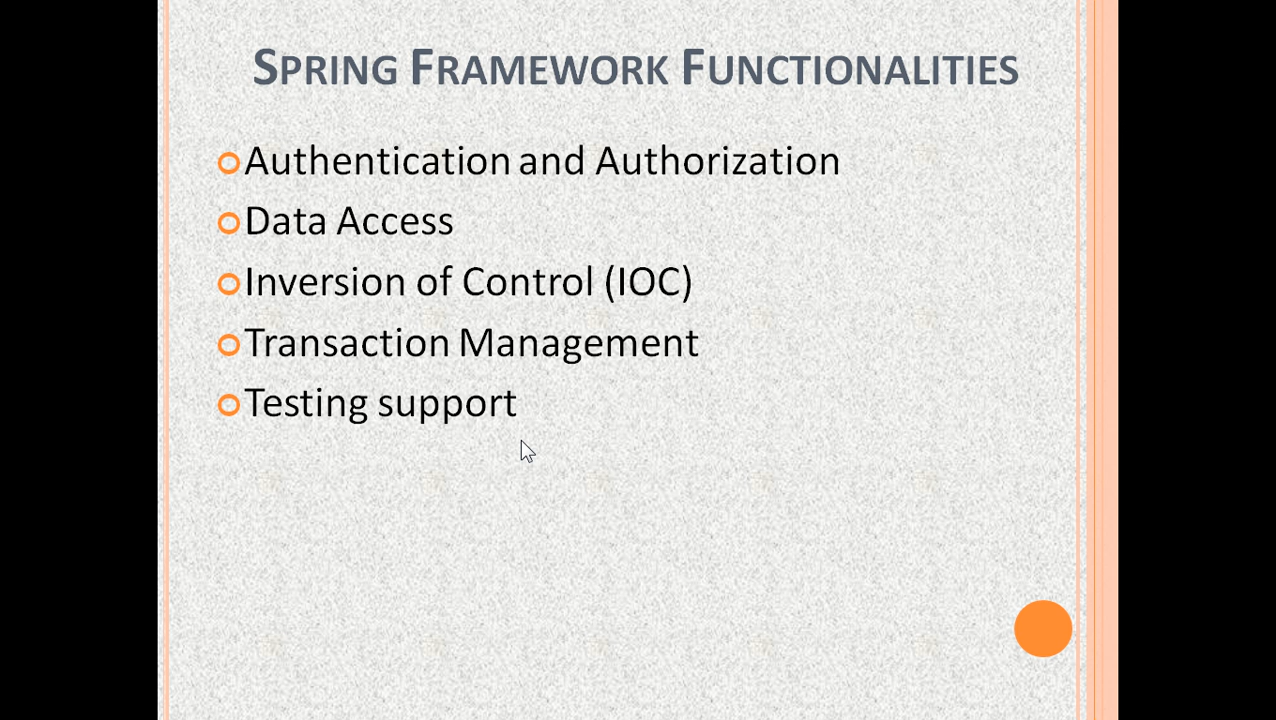 SPRING FRAMEWORK FUNCTIONALITIES
Authentication and Authorization
Data Access
Inversion of Control (IOC)
Transaction Management
Testing support